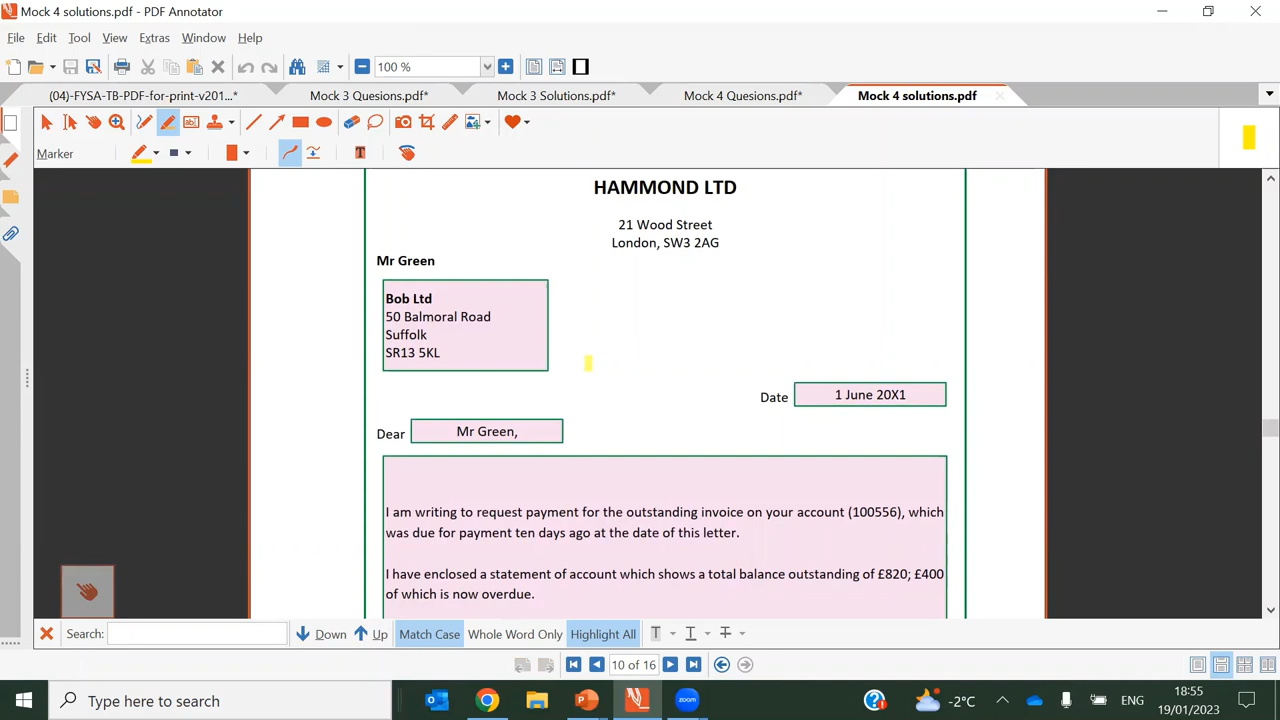 Mock 4 solutions.pdf - PDF Annotator
File Edit Tool View Extras Window Help
100 %
(04)-FYSA-TB-PDF-for-print-v201...* Mock 3 Quesions.pdf* Mock 3 Solutions.pdf* Mock 4 Quesions.pdf* Mock 4 solutions.pdf
Marker
HAMMOND LTD
21 Wood Street
London, SW3 2AG
Mr Green
Bob Ltd
50 Balmoral Road
Suffolk
SR13 5KL
Date 1 June 20X1
Dear Mr Green,
I am writing to request payment for the outstanding invoice on your account (100556), which
was due for payment ten days ago at the date of this letter.
I have enclosed a statement of account which shows a total balance outstanding of £820; £400
of which is now overdue.
Search: Down Up Match Case Whole Word Only Highlight All
10 of 16
Type here to search
zoom
-2°C
ENG
18:55
19/01/2023